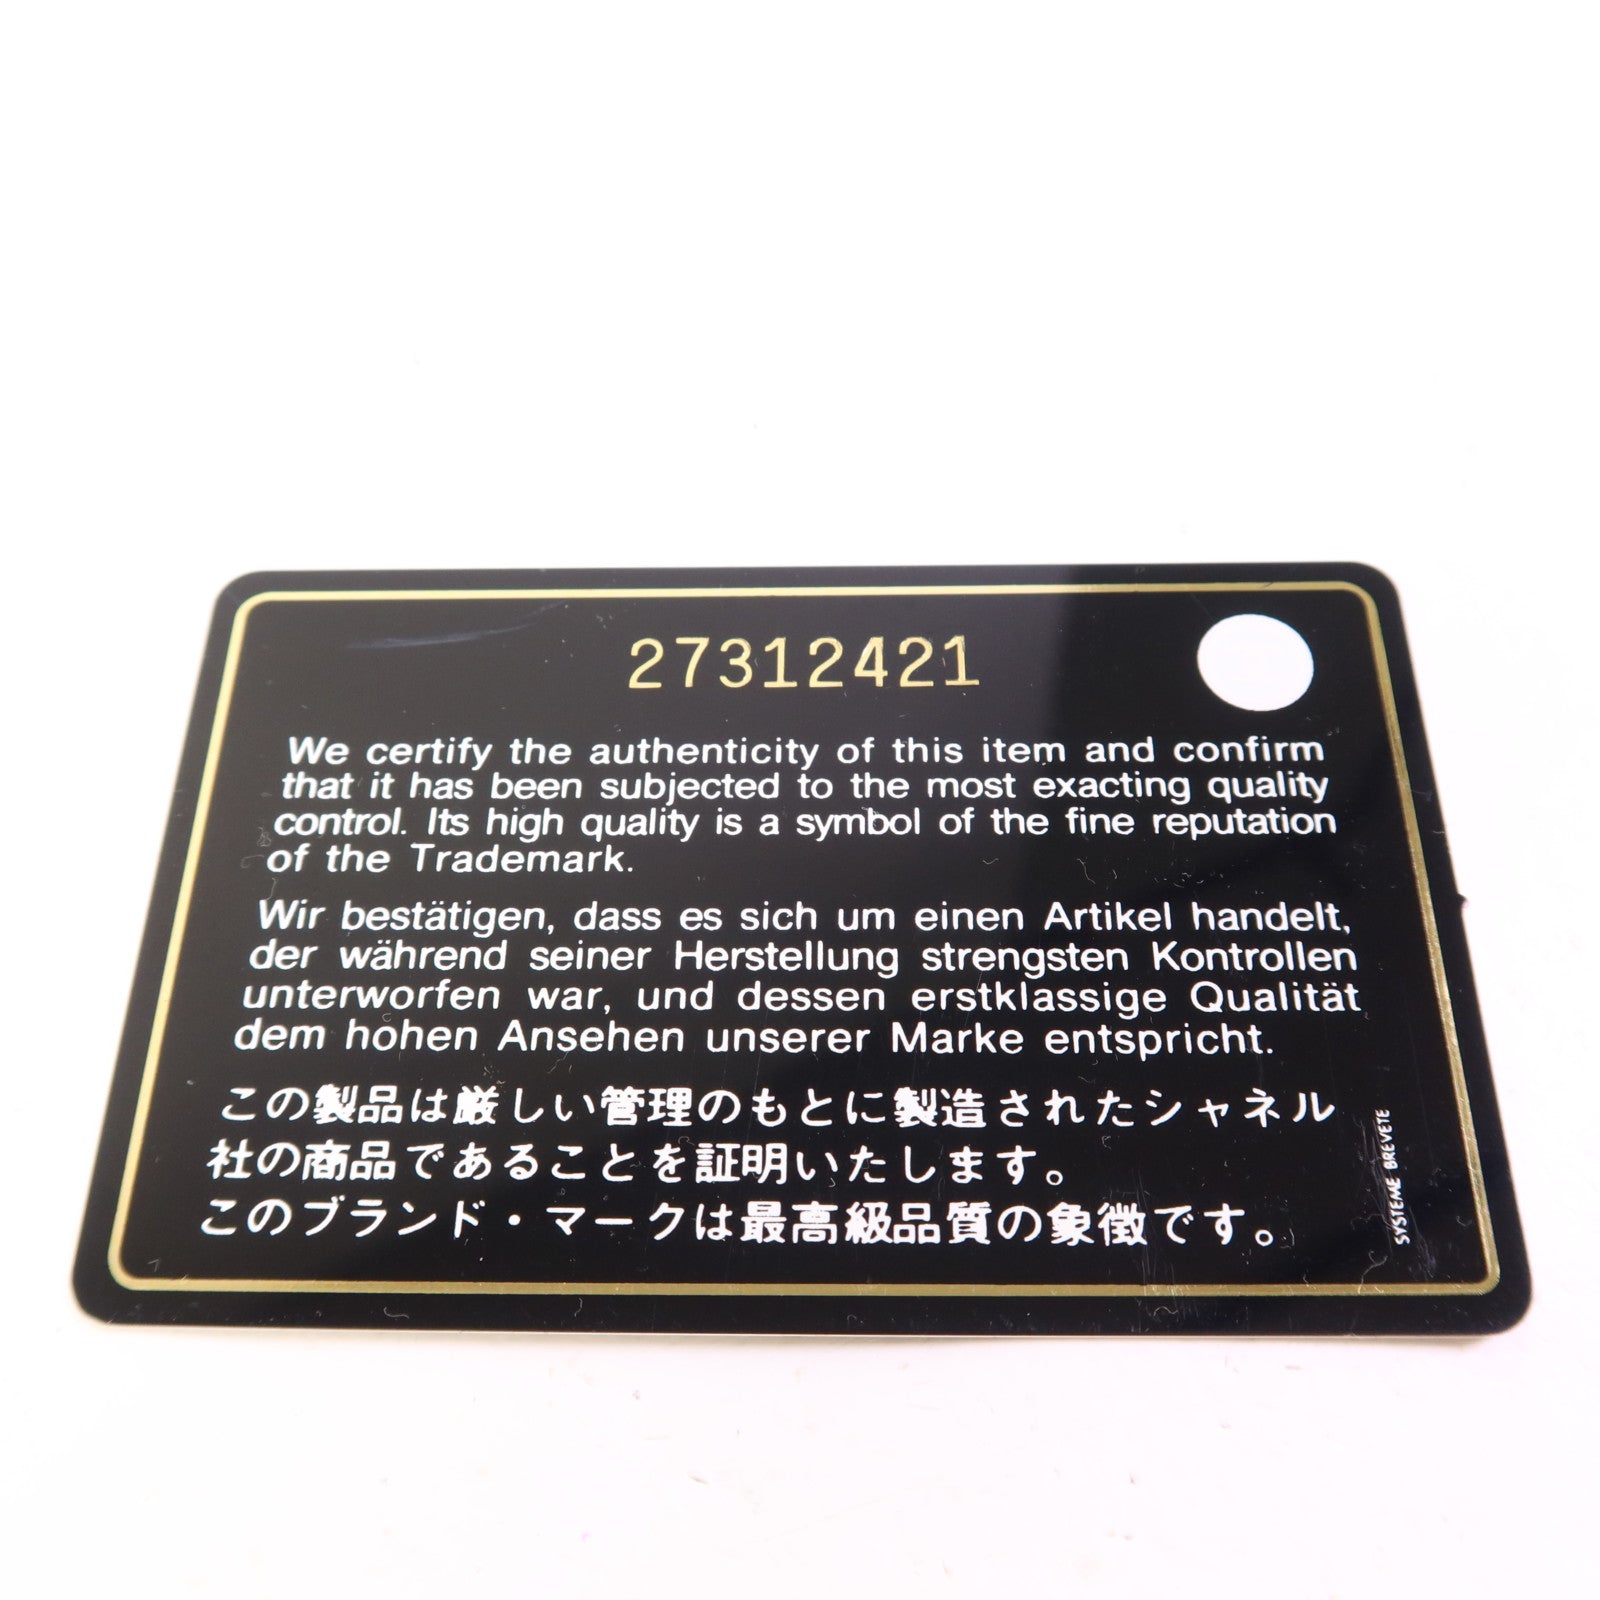 27312421
We certify the authenticity of this item and confirm
that it has been subjected to the most exacting quality
control. Its high quality is a symbol of the fine reputation
of the Trademark.
Wir bestätigen, dass es sich um einen Artikel handelt,
der während seiner Herstellung strengsten Kontrollen
unterworfen war, und dessen erstklassige Qualität
dem hohen Ansehen unserer Marke entspricht.
この製品は厳しい管理のもとに製造されたシャネル
社の商品であることを証明いたします。
このブランド・マークは最高級品質の象徴です。
SYSTEME BREVETE